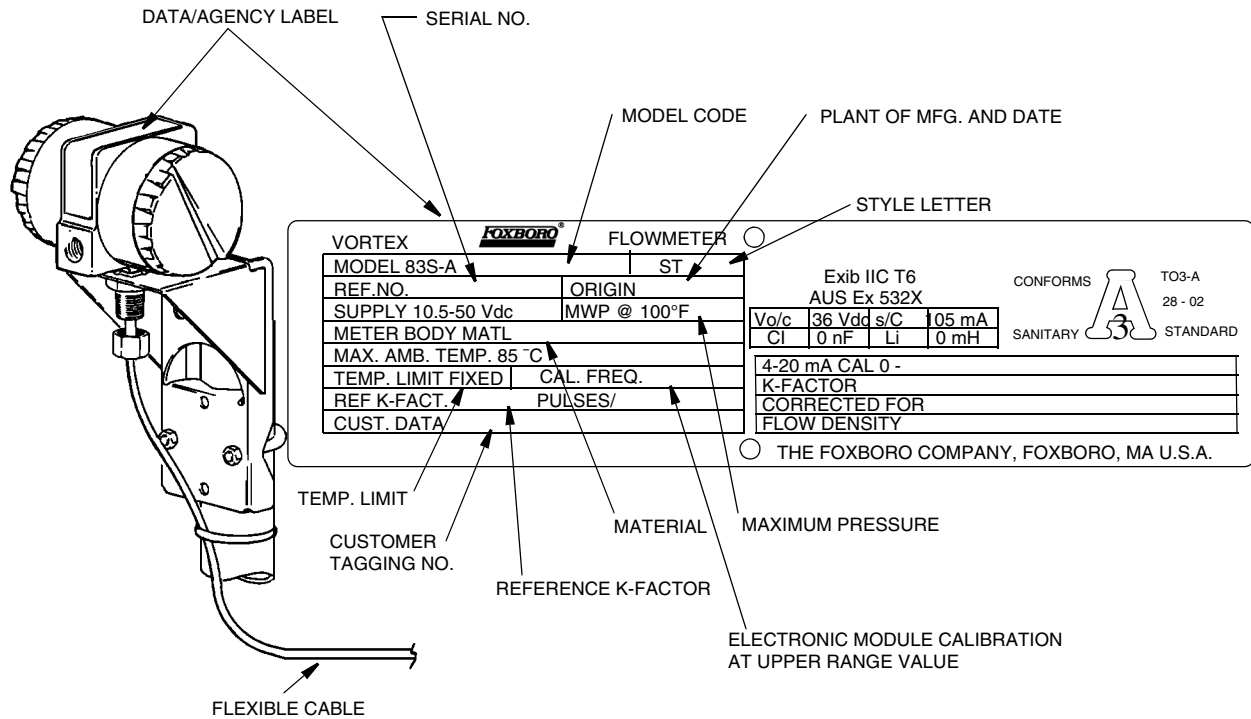 DATA/AGENCY LABEL
SERIAL NO.
MODEL CODE
PLANT OF MFG. AND DATE
STYLE LETTER
VORTEX FOXBORO® FLOWMETER
MODEL 83S-A ST
REF.NO. ORIGIN
SUPPLY 10.5-50 Vdc MWP @ 100°F
METER BODY MATL
MAX. AMB. TEMP. 85 ¯C
TEMP. LIMIT FIXED CAL. FREQ.
REF K-FACT. PULSES/
CUST. DATA
Exib IIC T6
AUS Ex 532X
Vo/c 36 Vdc s/C 105 mA
CI 0 nF Li 0 mH
CONFORMS TO3-A
28 - 02
SANITARY A3 STANDARD
4-20 mA CAL 0 -
K-FACTOR
CORRECTED FOR
FLOW DENSITY
THE FOXBORO COMPANY, FOXBORO, MA U.S.A.
TEMP. LIMIT
CUSTOMER
TAGGING NO.
MATERIAL
MAXIMUM PRESSURE
REFERENCE K-FACTOR
ELECTRONIC MODULE CALIBRATION
AT UPPER RANGE VALUE
FLEXIBLE CABLE